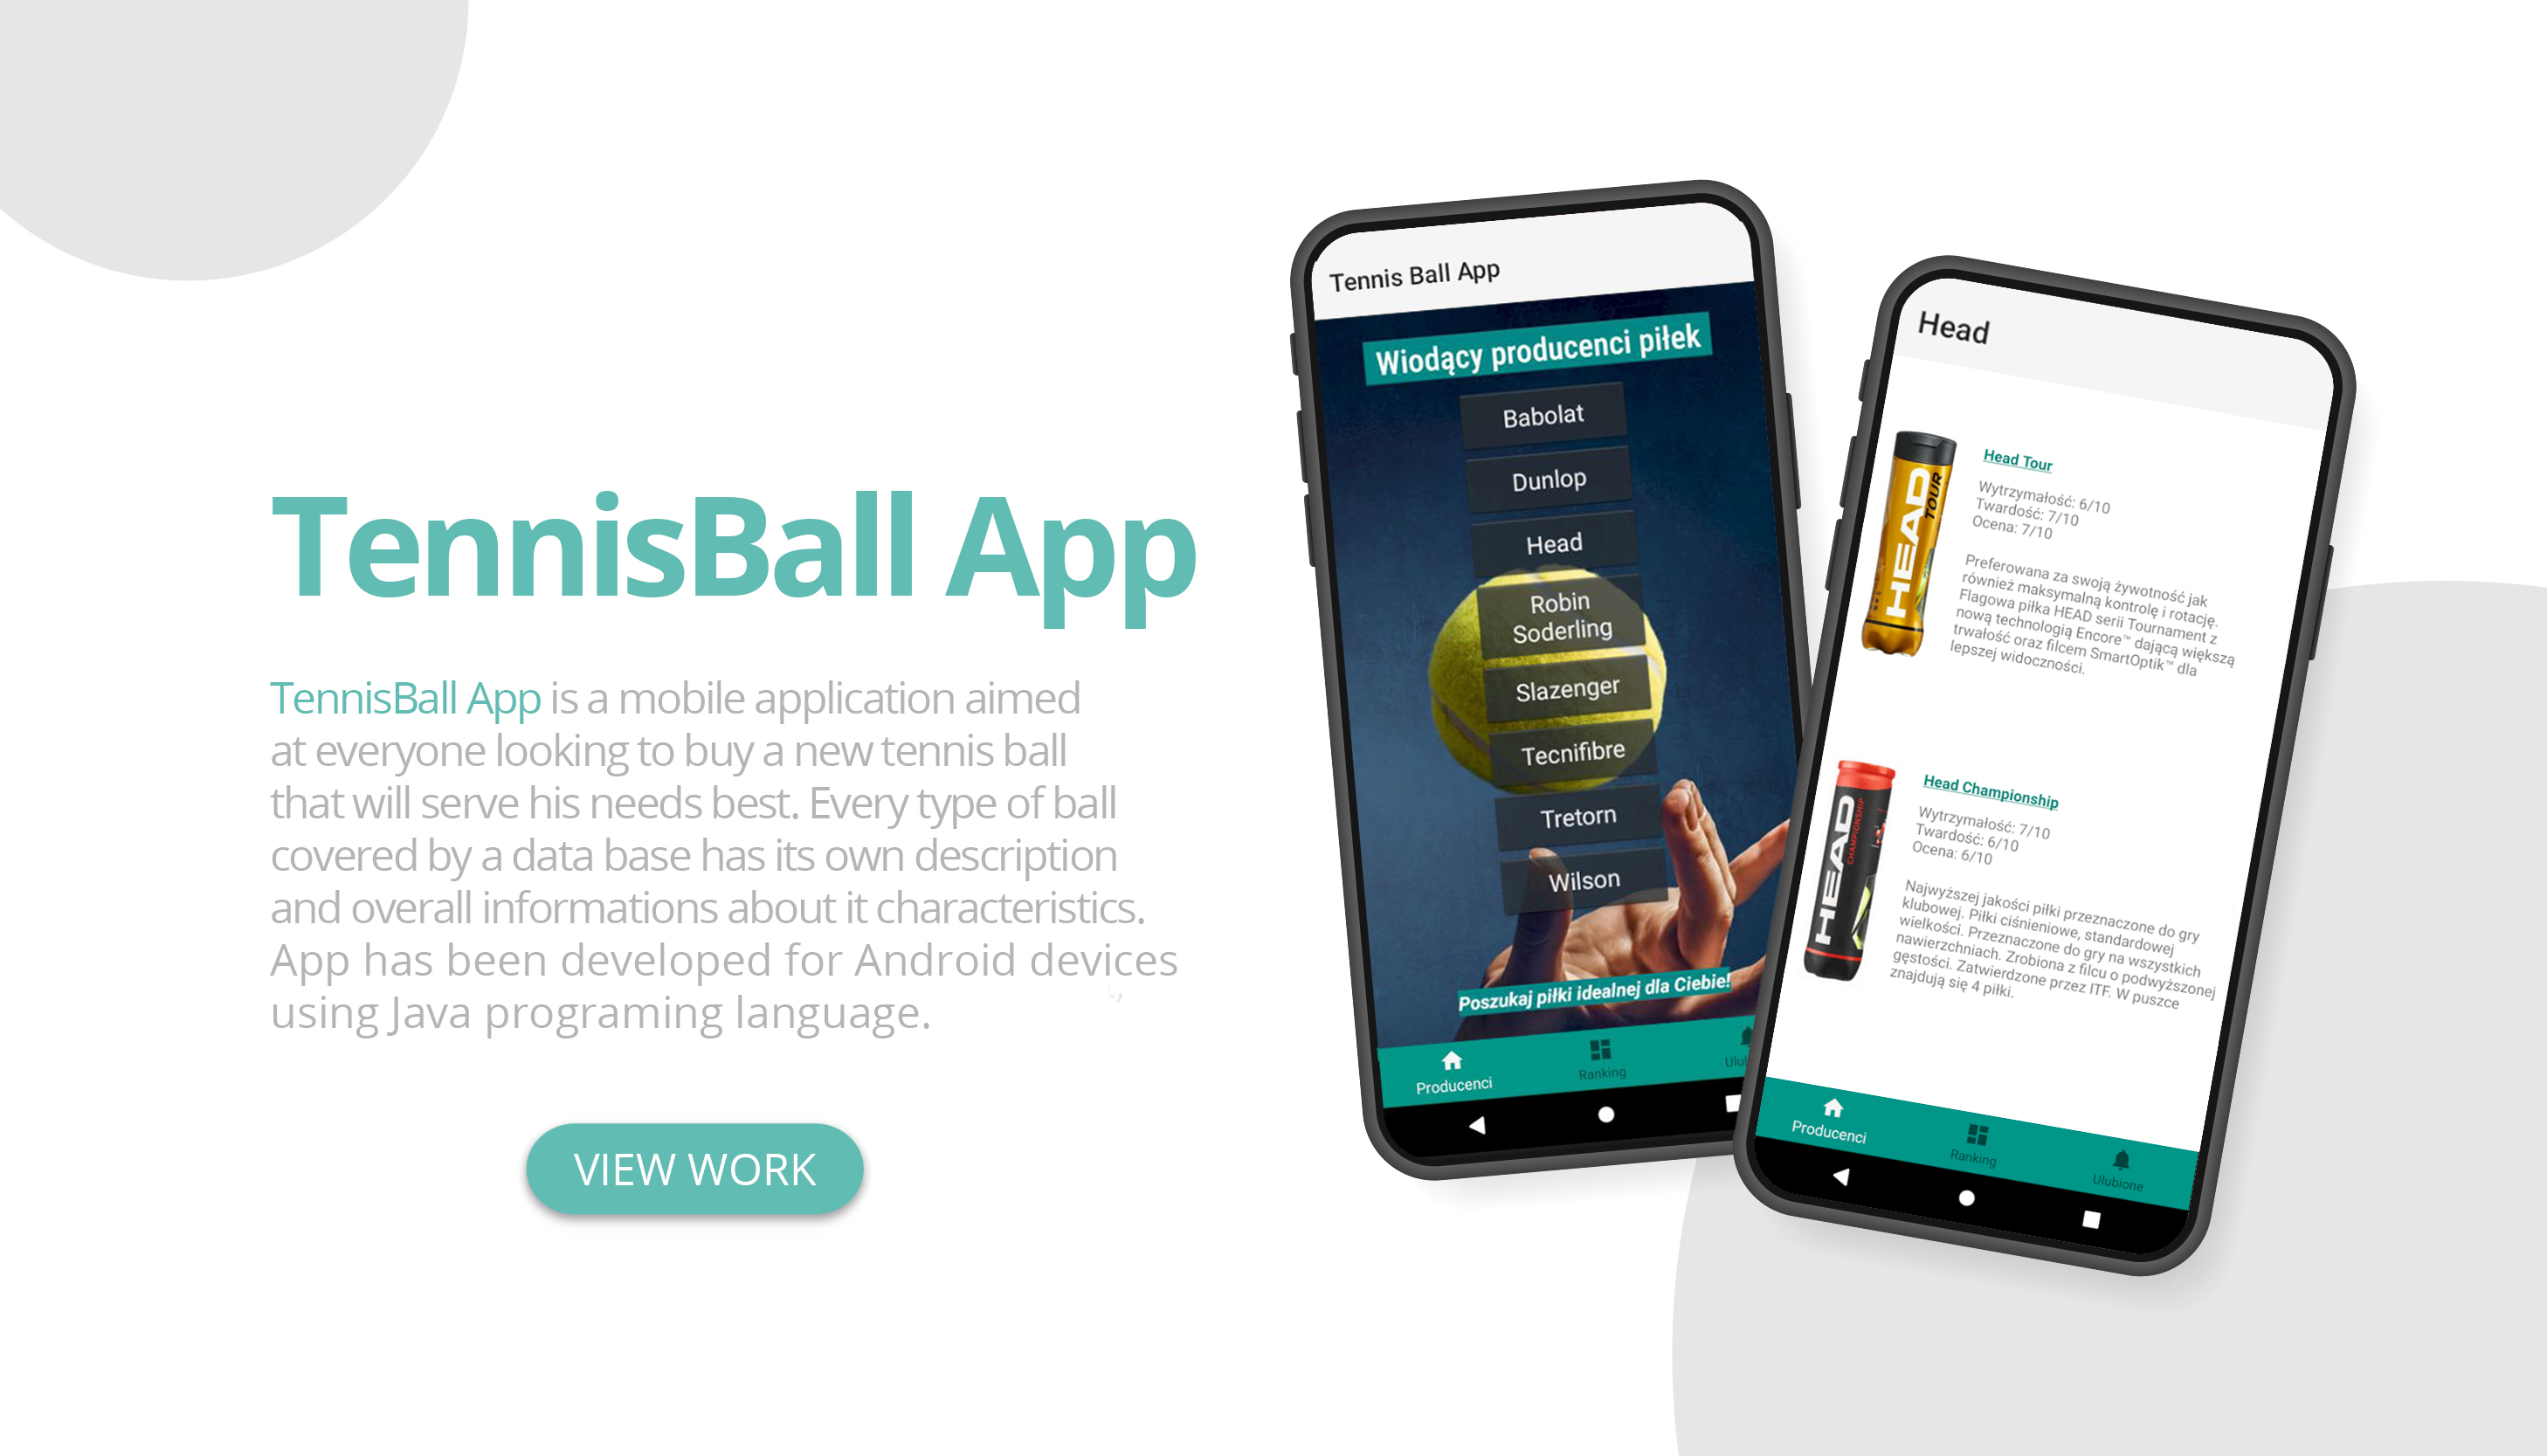 TennisBall App
TennisBall App is a mobile application aimed
at everyone looking to buy a new tennis ball
that will serve his needs best. Every type of ball
covered by a data base has its own description
and overall informations about it characteristics.
App has been developed for Android devices
using Java programing language.
VIEW WORK
Tennis Ball App
Wiodący producenci piłek
Babolat
Dunlop
Head
Robin
Soderling
Slazenger
Tecnifibre
Tretorn
Wilson
Poszukaj piłki idealnej dla Ciebie!
Producenci
Ranking
Head
HEAD
TOUR
Head Tour
Wytrzymałość: 6/10
Twardość: 7/10
Ocena: 7/10
Preferowana za swoją żywotność jak
również maksymalną kontrolę i rotację.
Flagowa piłka HEAD serii Tournament z
nową technologią Encore™ dającą większą
trwałość oraz filcem SmartOptik™ dla
lepszej widoczności.
HEAD
CHAMPIONSHIP
Head Championship
Wytrzymałość: 7/10
Twardość: 6/10
Ocena: 6/10
Najwyższej jakości piłki przeznaczone do gry
klubowej. Piłki ciśnieniowe, standardowej
wielkości. Przeznaczone do gry na wszystkich
nawierzchniach. Zrobiona z filcu o podwyższonej
gęstości. Zatwierdzone przez ITF. W puszce
znajdują się 4 piłki.
Producenci
Ranking
Ulubione